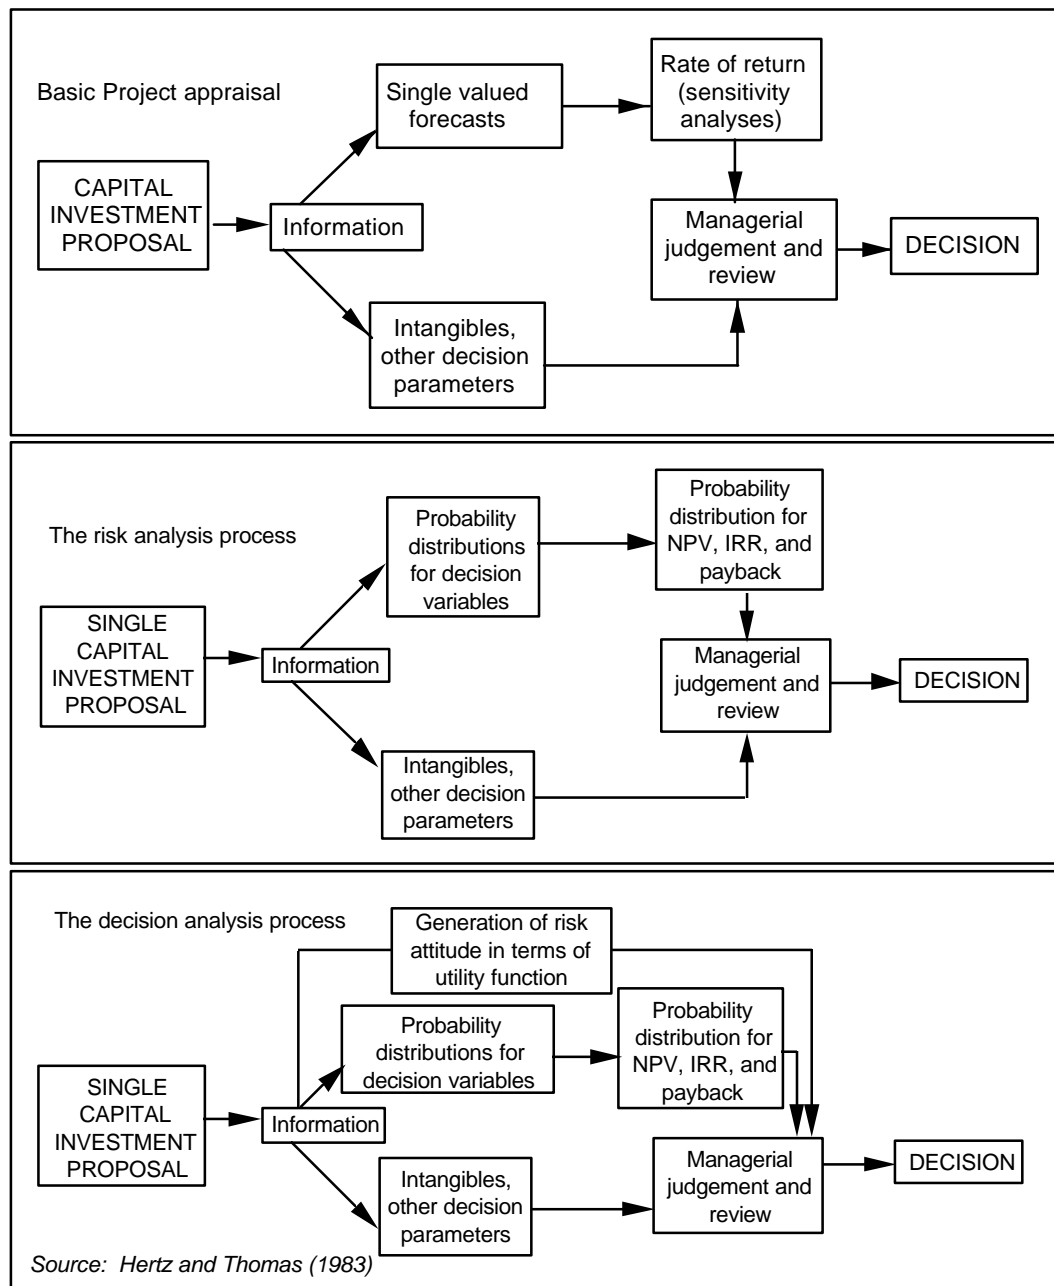 Basic Project appraisal
CAPITAL
INVESTMENT
PROPOSAL
Information
Single valued
forecasts
Rate of return
(sensitivity
analyses)
Intangibles,
other decision
parameters
Managerial
judgement and
review
DECISION
The risk analysis process
SINGLE
CAPITAL
INVESTMENT
PROPOSAL
Information
Probability
distributions
for decision
variables
Probability
distribution for
NPV, IRR, and
payback
Intangibles,
other decision
parameters
Managerial
judgement and
review
DECISION
The decision analysis process
Generation of risk
attitude in terms of
utility function
SINGLE
CAPITAL
INVESTMENT
PROPOSAL
Information
Probability
distributions for
decision variables
Probability
distribution for
NPV, IRR, and
payback
Intangibles,
other decision
parameters
Managerial
judgement and
review
DECISION
Source: Hertz and Thomas (1983)